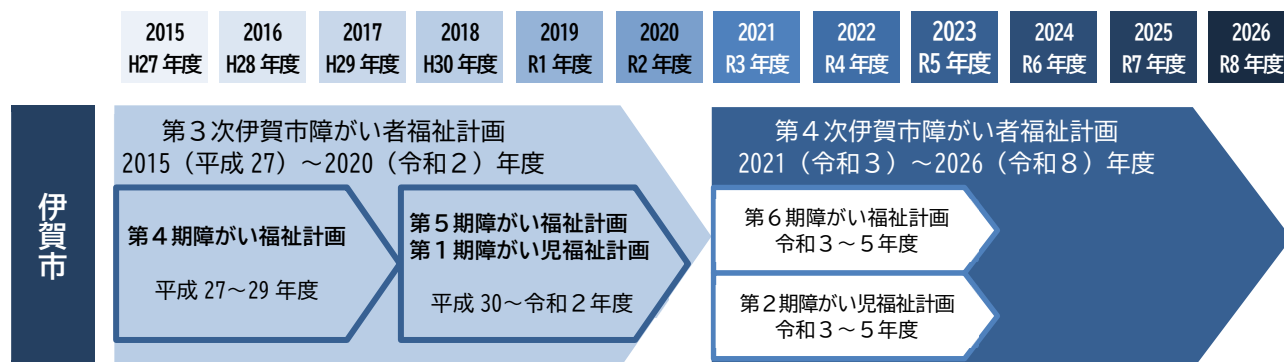 2015
H27 年度
2016
H28 年度
2017
H29 年度
2018
H30 年度
2019
R1 年度
2020
R2 年度
2021
R3 年度
2022
R4 年度
2023
R5 年度
2024
R6 年度
2025
R7 年度
2026
R8 年度
伊賀市
第３次伊賀市障がい者福祉計画
2015（平成 27）～2020（令和２）年度
第４期障がい福祉計画
平成 27～29 年度
第５期障がい福祉計画
第１期障がい児福祉計画
平成 30～令和２年度
第４次伊賀市障がい者福祉計画
2021（令和３）～2026（令和８）年度
第６期障がい福祉計画
令和３～５年度
第２期障がい児福祉計画
令和３～５年度